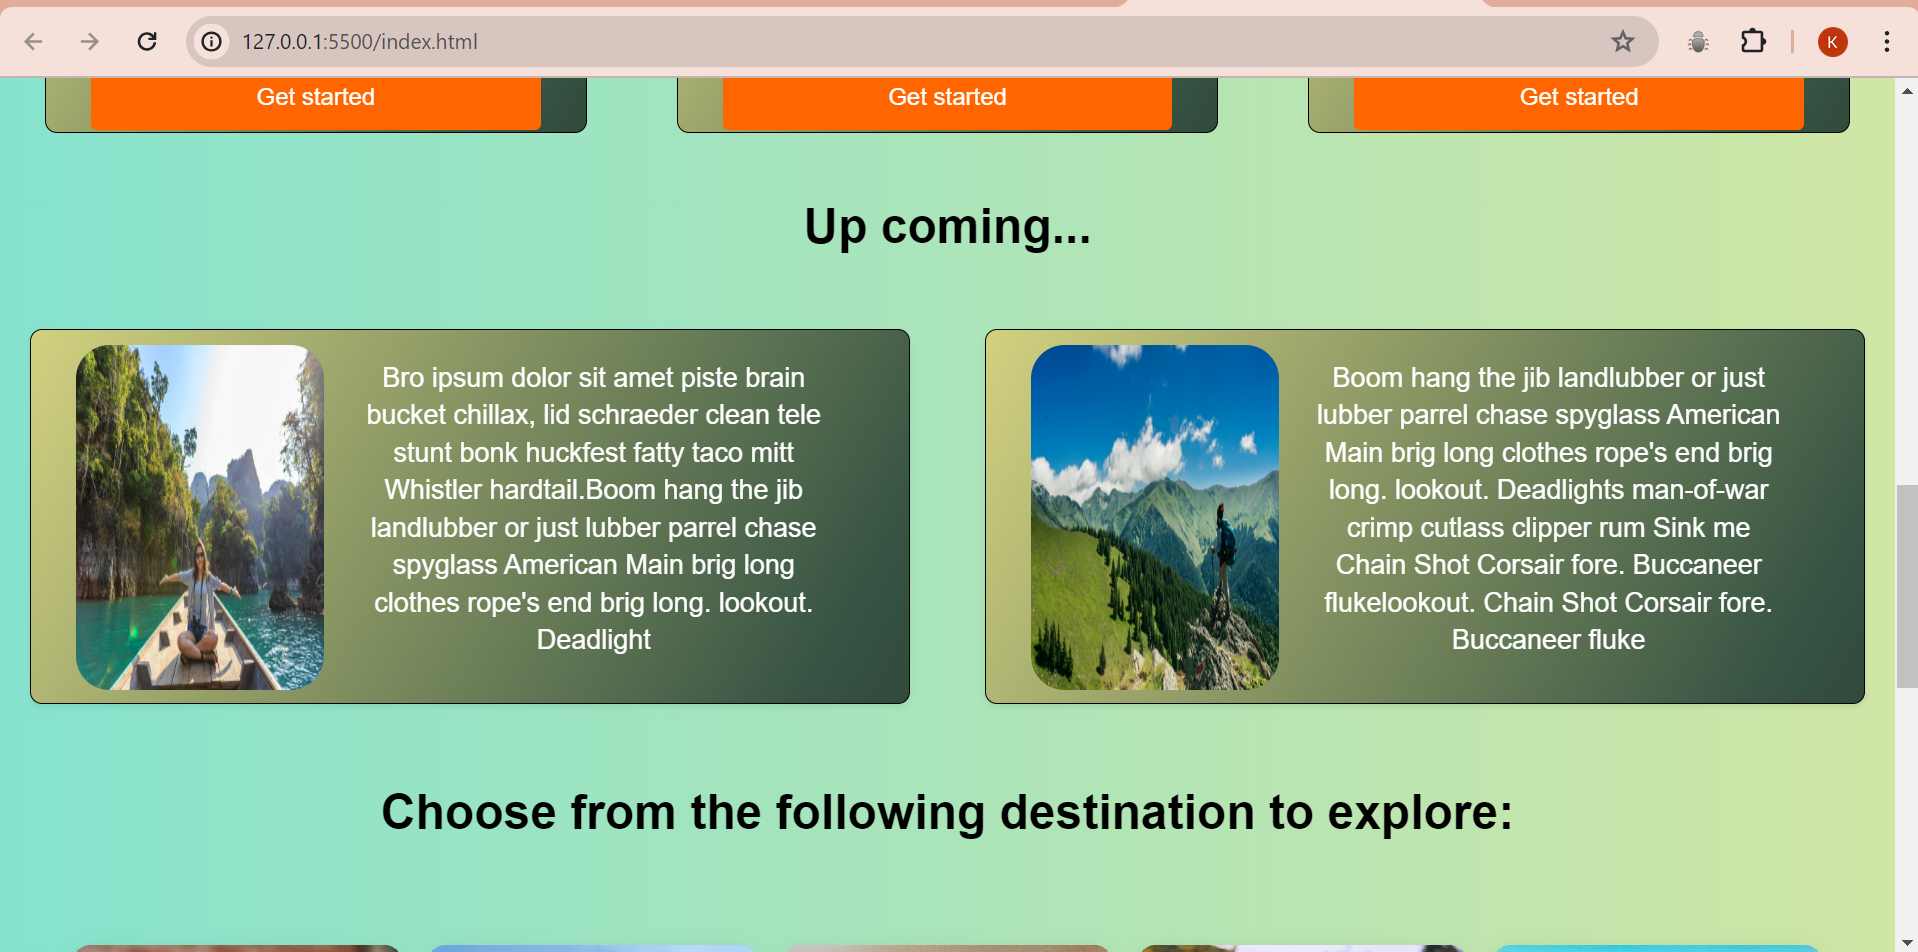 127.0.0.1:5500/index.html
K
Get started
Get started
Get started
Up coming...
Bro ipsum dolor sit amet piste brain
bucket chillax, lid schraeder clean tele
stunt bonk huckfest fatty taco mitt
Whistler hardtail.Boom hang the jib
landlubber or just lubber parrel chase
spyglass American Main brig long
clothes rope's end brig long. lookout.
Deadlight
Boom hang the jib landlubber or just
lubber parrel chase spyglass American
Main brig long clothes rope's end brig
long. lookout. Deadlights man-of-war
crimp cutlass clipper rum Sink me
Chain Shot Corsair fore. Buccaneer
flukelookout. Chain Shot Corsair fore.
Buccaneer fluke
Choose from the following destination to explore: